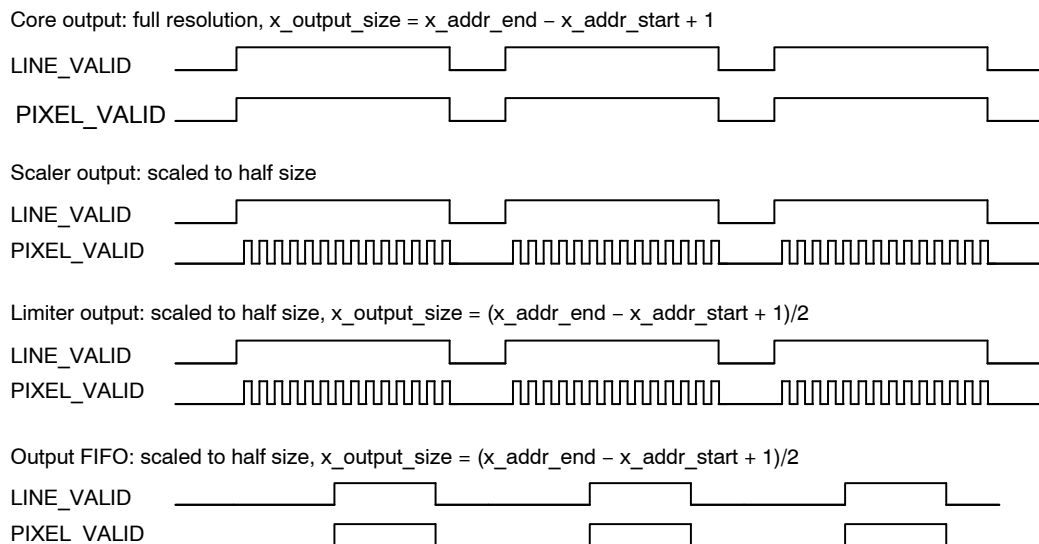 Core output: full resolution, x_output_size = x_addr_end − x_addr_start + 1
LINE_VALID
PIXEL_VALID
Scaler output: scaled to half size
LINE_VALID
PIXEL_VALID
Limiter output: scaled to half size, x_output_size = (x_addr_end − x_addr_start + 1)/2
LINE_VALID
PIXEL_VALID
Output FIFO: scaled to half size, x_output_size = (x_addr_end − x_addr_start + 1)/2
LINE_VALID
PIXEL_VALID